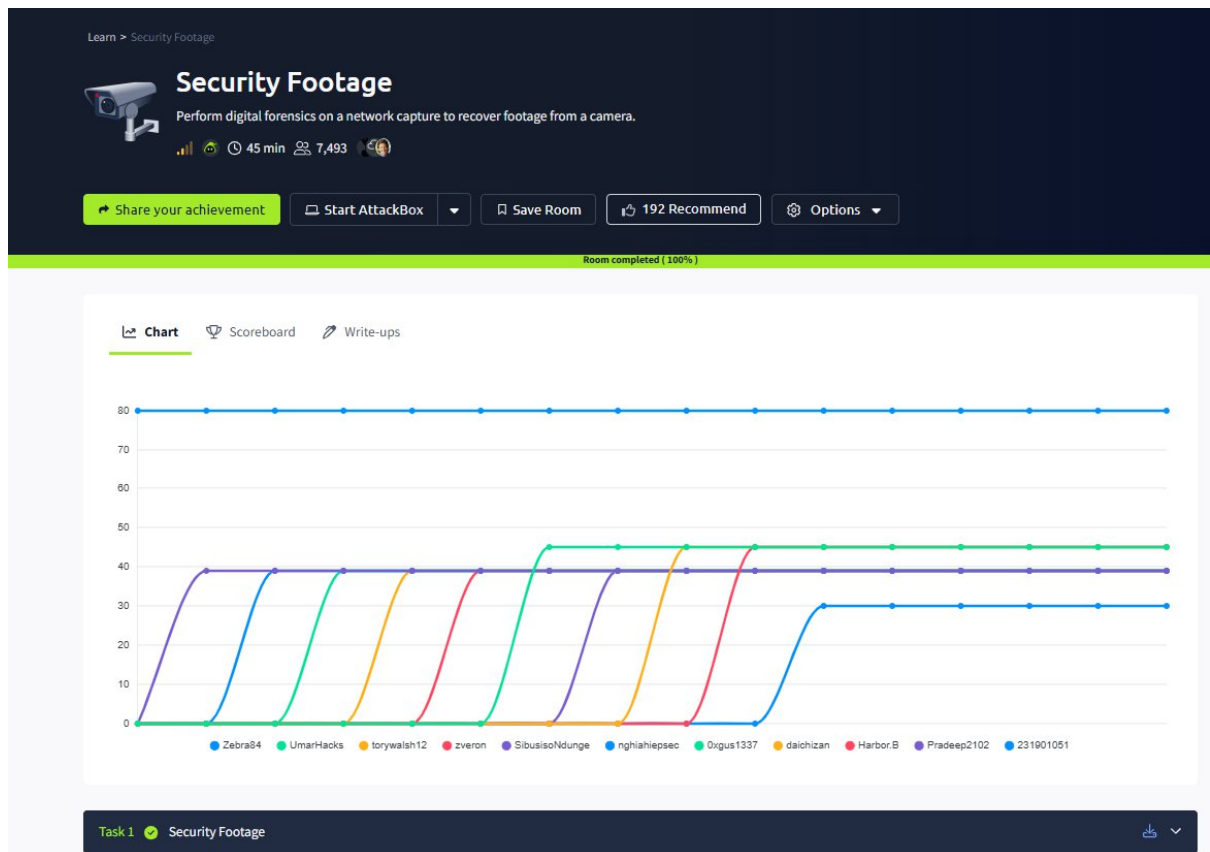 Learn > Security Footage
Security Footage
Perform digital forensics on a network capture to recover footage from a camera.
45 min 7,493
Share your achievement Start AttackBox Save Room 192 Recommend Options
Room completed ( 100% )
Chart Scoreboard Write-ups
80
70
60
50
40
30
20
10
0
Zebra84 UmarHacks torywalsh12 zveron SibusisoNdunge nghiahiepsec 0xgus1337 daichizan Harbor.B Pradeep2102 231901051
Task 1 Security Footage